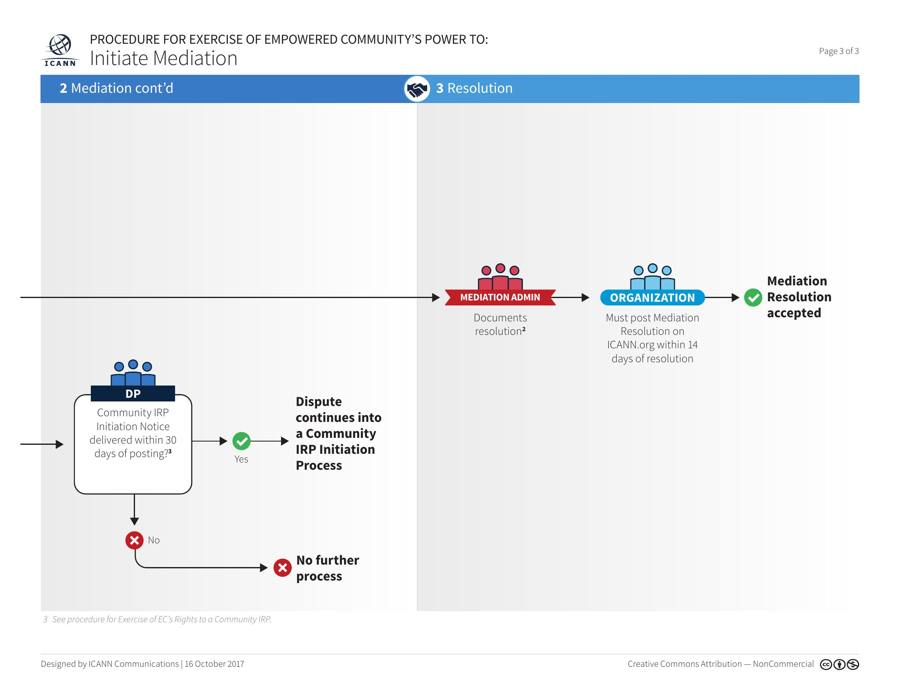 PROCEDURE FOR EXERCISE OF EMPOWERED COMMUNITY’S POWER TO:
Initiate Mediation
ICANN
Page 3 of 3
2 Mediation cont’d
3 Resolution
MEDIATION ADMIN
Documents
resolution²
ORGANIZATION
Must post Mediation
Resolution on
ICANN.org within 14
days of resolution
Mediation
Resolution
accepted
DP
Community IRP
Initiation Notice
delivered within 30
days of posting?³
Yes
Dispute
continues into
a Community
IRP Initiation
Process
No
No further
process
3 See procedure for Exercise of EC’s Rights to a Community IRP.
Designed by ICANN Communications | 16 October 2017
Creative Commons Attribution — NonCommercial